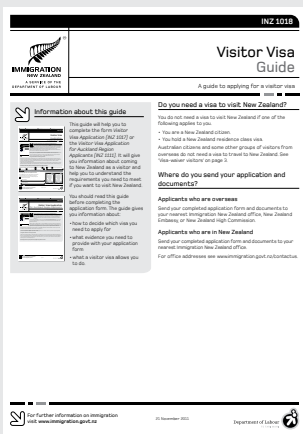 INZ 1018
IMMIGRATION
NEW ZEALAND
A SERVICE OF THE
DEPARTMENT OF LABOUR
Visitor Visa
Guide
A guide to applying for a visitor visa
Information about this guide
This guide will help you to
complete the form Visitor
Visa Application (INZ 1017) or
the Visitor Visa Application
For Auckland Region
Applicants (INZ 1111). It will give
you information about coming
to New Zealand as a visitor and
help you to understand the
requirements you need to meet
if you want to visit New Zealand.
You should read this guide
before completing the
application form. The guide gives
you information about:
• how to decide which visa you
need to apply for
• what evidence you need to
provide with your application
form
• what a visitor visa allows you
to do.
Do you need a visa to visit New Zealand?
You do not need a visa to visit New Zealand if one of the
following applies to you.
• You are a New Zealand citizen.
• You hold a New Zealand residence class visa.
Australian citizens and some other groups of visitors from
overseas do not need a visa to travel to New Zealand. See
'Visa-waiver visitors' on page 3.
Where do you send your application and
documents?
Applicants who are overseas
Send your completed application form and documents to
your nearest Immigration New Zealand office, New Zealand
Embassy, or New Zealand High Commission.
Applicants who are in New Zealand
Send your completed application form and documents to your
nearest Immigration New Zealand office.
For office addresses see www.immigration.govt.nz/contactus.
For further information on immigration
visit www.immigration.govt.nz
November 2011
Department of Labour